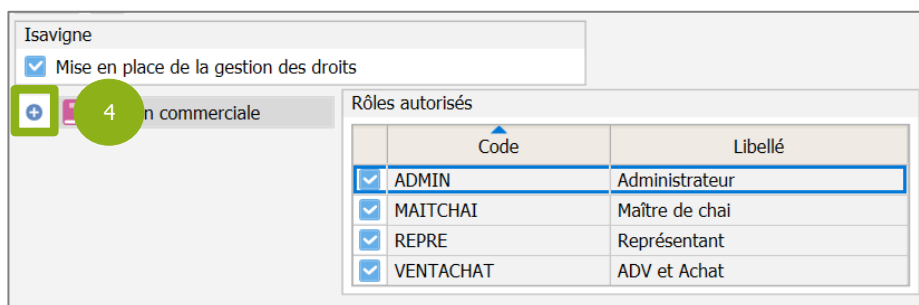 Isavigne
Mise en place de la gestion des droits
4 n commerciale
Rôles autorisés
Code Libellé
ADMIN Administrateur
MAITCHAI Maître de chai
REPRE Représentant
VENTACHAT ADV et Achat